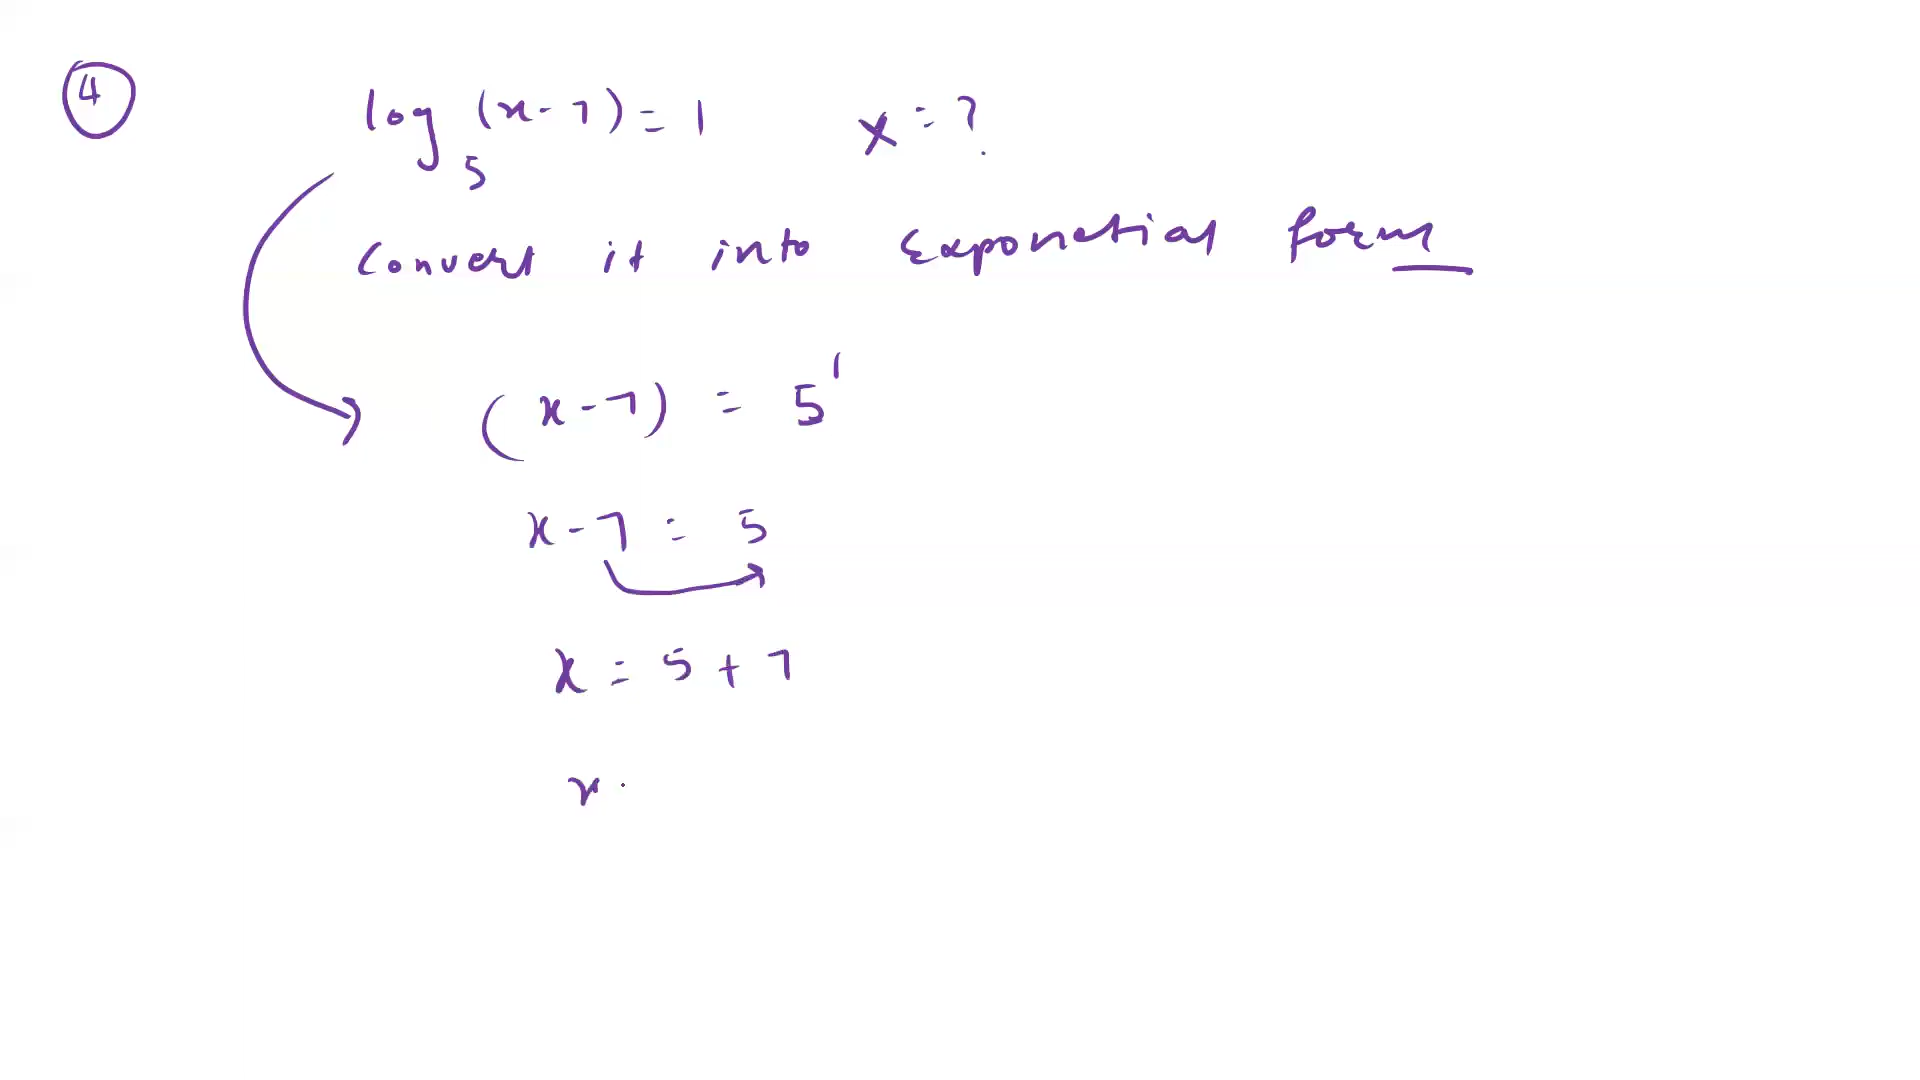 4
log₅(x-7)=1 x=?
Convert it into Exponential form
(x-7) = 5¹
x-7 = 5
x = 5+7
x